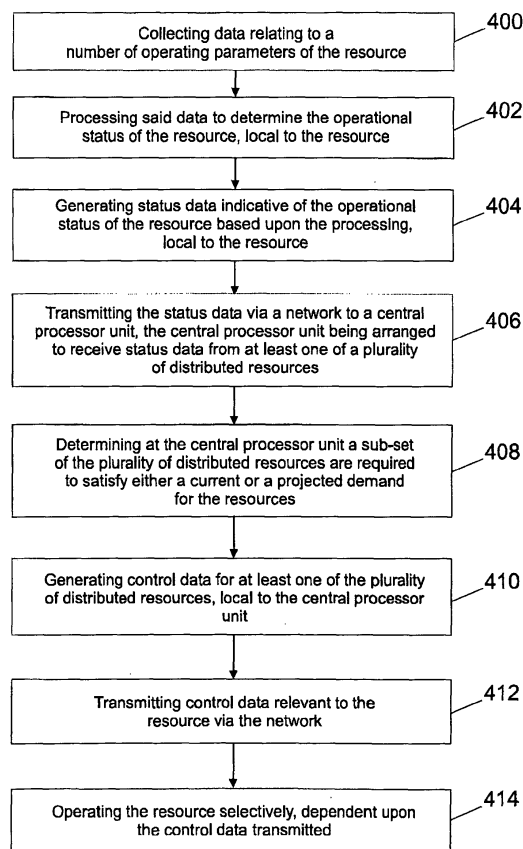 Collecting data relating to a
number of operating parameters of the resource
400
Processing said data to determine the operational
status of the resource, local to the resource
402
Generating status data indicative of the operational
status of the resource based upon the processing,
local to the resource
404
Transmitting the status data via a network to a central
processor unit, the central processor unit being arranged
to receive status data from at least one of a plurality
of distributed resources
406
Determining at the central processor unit a sub-set
of the plurality of distributed resources are required
to satisfy either a current or a projected demand
for the resources
408
Generating control data for at least one of the plurality
of distributed resources, local to the central processor
unit
410
Transmitting control data relevant to the
resource via the network
412
Operating the resource selectively, dependent upon
the control data transmitted
414